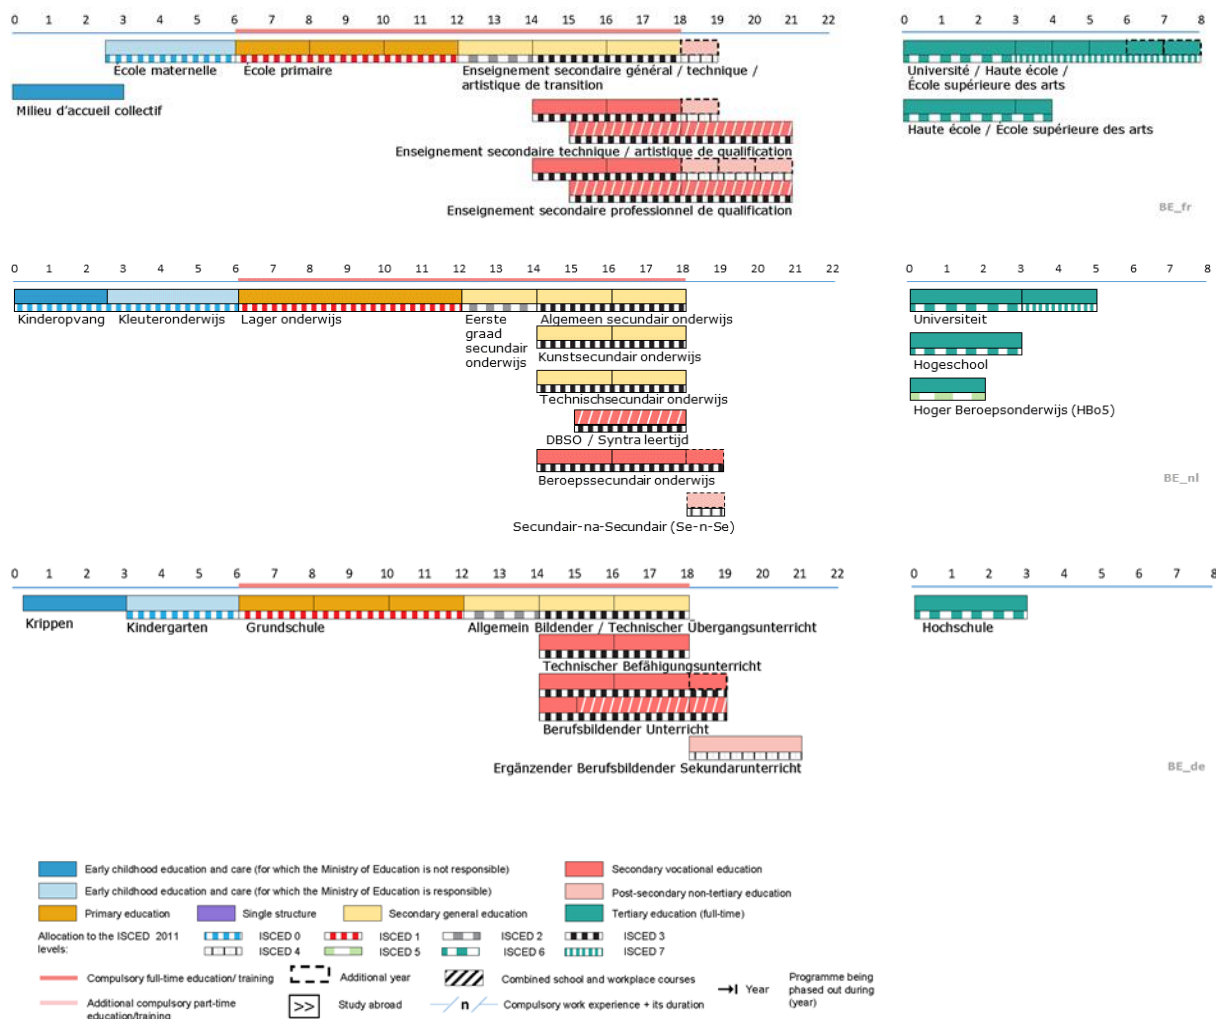 0 1 2 3 4 5 6 7 8 9 10 11 12 13 14 15 16 17 18 19 20 21 22
0 1 2 3 4 5 6 7 8
École maternelle
École primaire
Enseignement secondaire général / technique /
artistique de transition
Milieu d'accueil collectif
Enseignement secondaire technique / artistique de qualification
Enseignement secondaire professionnel de qualification
Université / Haute école /
École supérieure des arts
Haute école / École supérieure des arts
BE_fr
0 1 2 3 4 5 6 7 8 9 10 11 12 13 14 15 16 17 18 19 20 21 22
0 1 2 3 4 5 6 7 8
Kinderopvang
Kleuteronderwijs
Lager onderwijs
Eerste
graad
secundair
onderwijs
Algemeen secundair onderwijs
Kunstsecundair onderwijs
Technischsecundair onderwijs
DBSO / Syntra leertijd
Beroepssecundair onderwijs
Secundair-na-Secundair (Se-n-Se)
Universiteit
Hogeschool
Hoger Beroepsonderwijs (HBo5)
BE_nl
0 1 2 3 4 5 6 7 8 9 10 11 12 13 14 15 16 17 18 19 20 21 22
0 1 2 3 4 5 6 7 8
Krippen
Kindergarten
Grundschule
Allgemein Bildender / Technischer Übergangsunterricht
Technischer Befähigungsunterricht
Berufsbildender Unterricht
Ergänzender Berufsbildender Sekundarunterricht
Hochschule
BE_de
Early childhood education and care (for which the Ministry of Education is not responsible)
Secondary vocational education
Early childhood education and care (for which the Ministry of Education is responsible)
Post-secondary non-tertiary education
Primary education
Single structure
Secondary general education
Tertiary education (full-time)
Allocation to the ISCED 2011
levels:
ISCED 0
ISCED 1
ISCED 2
ISCED 3
ISCED 4
ISCED 5
ISCED 6
ISCED 7
Compulsory full-time education/ training
Additional year
Combined school and workplace courses
Year
Programme being
phased out during
(year)
Additional compulsory part-time
education/training
>>
Study abroad
n
Compulsory work experience + its duration